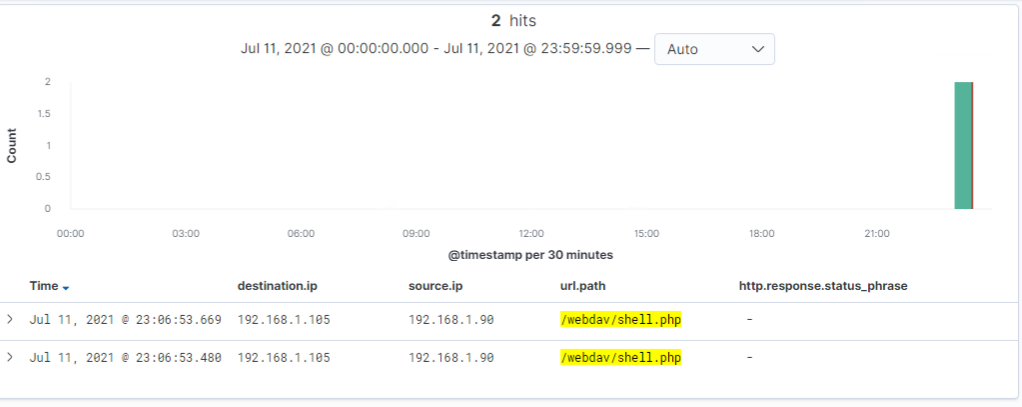 2 hits
Jul 11, 2021 @ 00:00:00.000 - Jul 11, 2021 @ 23:59:59.999 — Auto
Count
2
1.5
1
0.5
0
00:00 03:00 06:00 09:00 12:00 15:00 18:00 21:00
@timestamp per 30 minutes
Time destination.ip source.ip url.path http.response.status_phrase
Jul 11, 2021 @ 23:06:53.669 192.168.1.105 192.168.1.90 /webdav/shell.php -
Jul 11, 2021 @ 23:06:53.480 192.168.1.105 192.168.1.90 /webdav/shell.php -